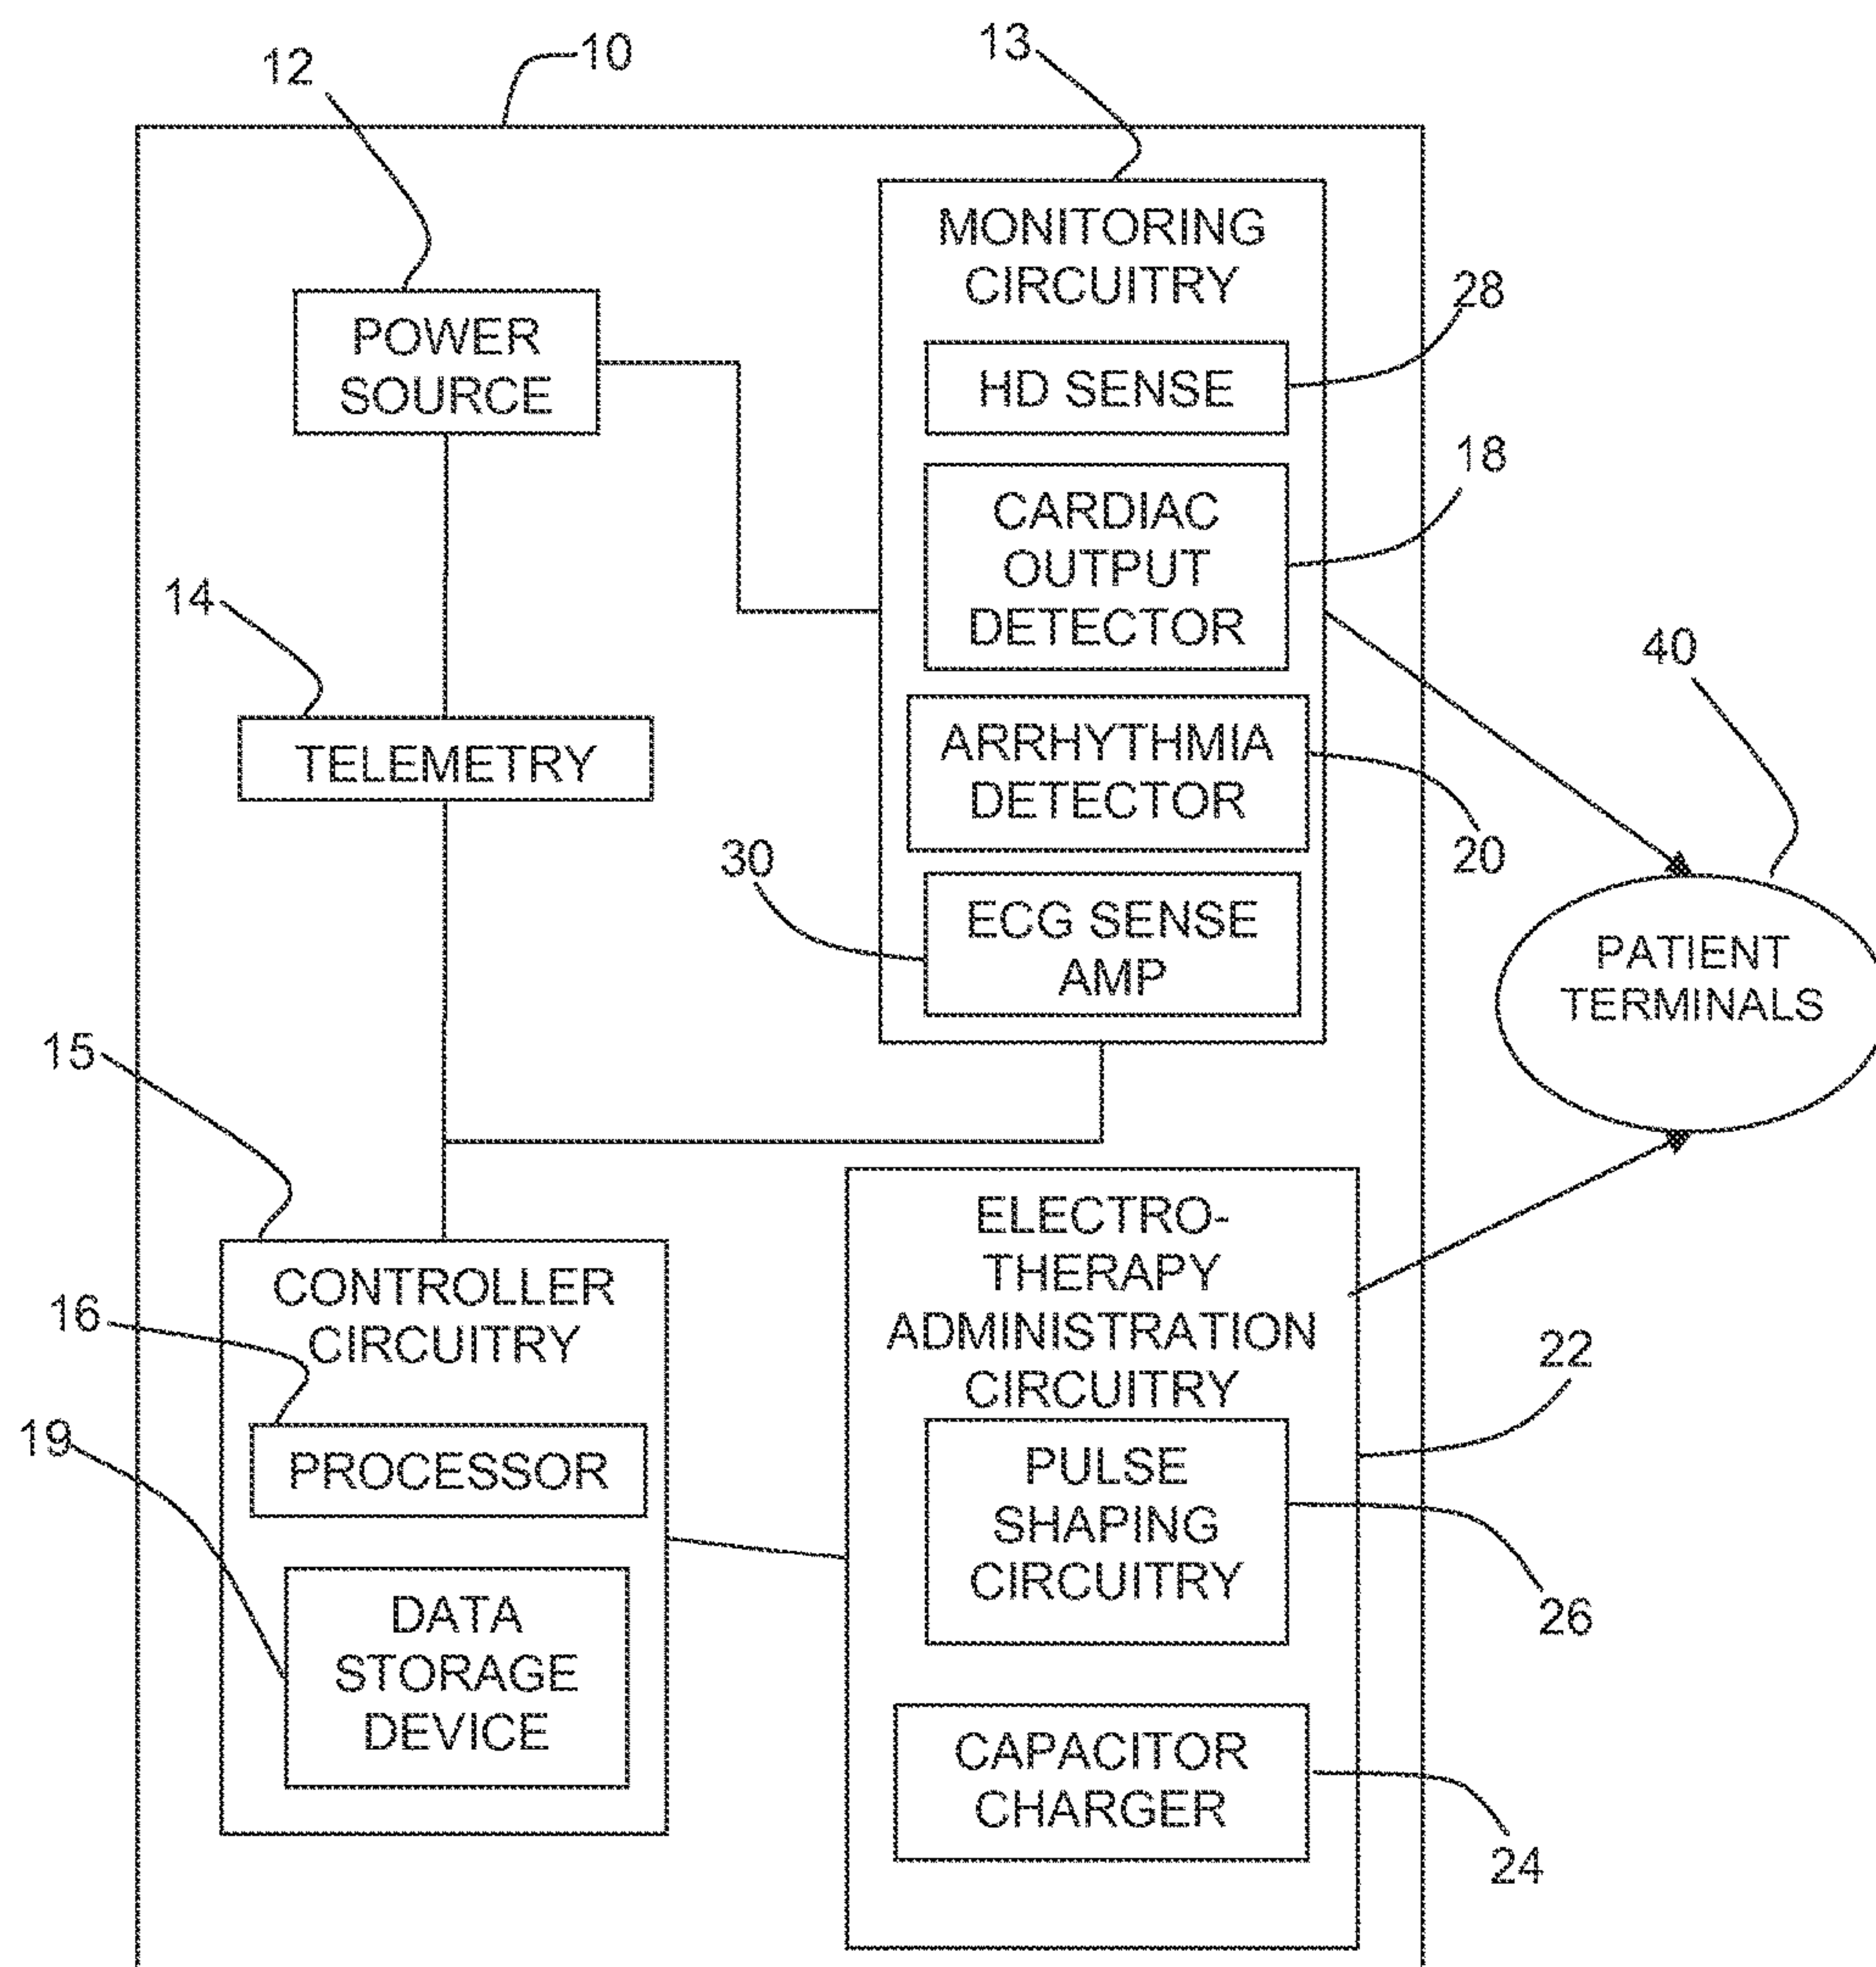 10
12
13
MONITORING
CIRCUITRY
28
POWER
SOURCE
HD SENSE
18
CARDIAC
OUTPUT
DETECTOR
14
40
TELEMETRY
ARRHYTHMIA
DETECTOR
20
30
ECG SENSE
AMP
PATIENT
TERMINALS
15
ELECTRO-
THERAPY
ADMINISTRATION
CIRCUITRY
CONTROLLER
CIRCUITRY
16
22
19
PROCESSOR
PULSE
SHAPING
CIRCUITRY
26
DATA
STORAGE
DEVICE
CAPACITOR
CHARGER
24